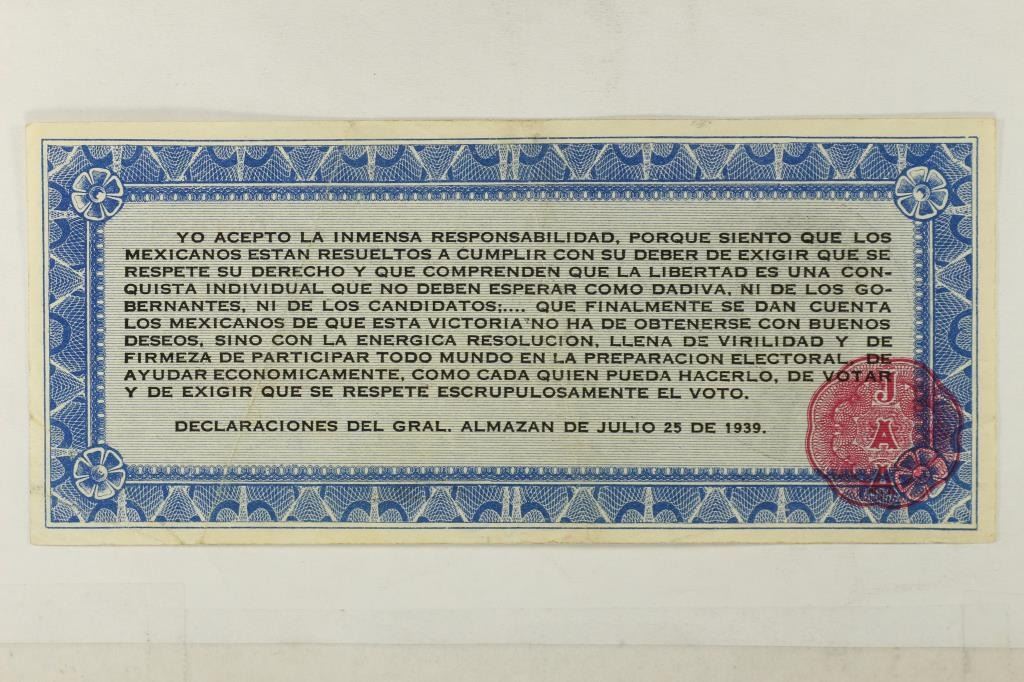 YO ACEPTO LA INMENSA RESPONSABILIDAD, PORQUE SIENTO QUE LOS
MEXICANOS ESTAN RESUELTOS A CUMPLIR CON SU DEBER DE EXIGIR QUE SE
RESPETE SU DERECHO Y QUE COMPRENDEN QUE LA LIBERTAD ES UNA CON-
QUISTA INDIVIDUAL QUE NO DEBEN ESPERAR COMO DADIVA, NI DE LOS GO-
BERNANTES, NI DE LOS CANDIDATOS;.... QUE FINALMENTE SE DAN CUENTA
LOS MEXICANOS DE QUE ESTA VICTORIA NO HA DE OBTENERSE CON BUENOS
DESEOS, SINO CON LA ENERGICA RESOLUCION, LLENA DE VIRILIDAD Y DE
FIRMEZA DE PARTICIPAR TODO MUNDO EN LA PREPARACION ELECTORAL, DE
AYUDAR ECONOMICAMENTE, COMO CADA QUIEN PUEDA HACERLO, DE VOTAR
Y DE EXIGIR QUE SE RESPETE ESCRUPULOSAMENTE EL VOTO.
DECLARACIONES DEL GRAL. ALMAZAN DE JULIO 25 DE 1939.
J
A
A